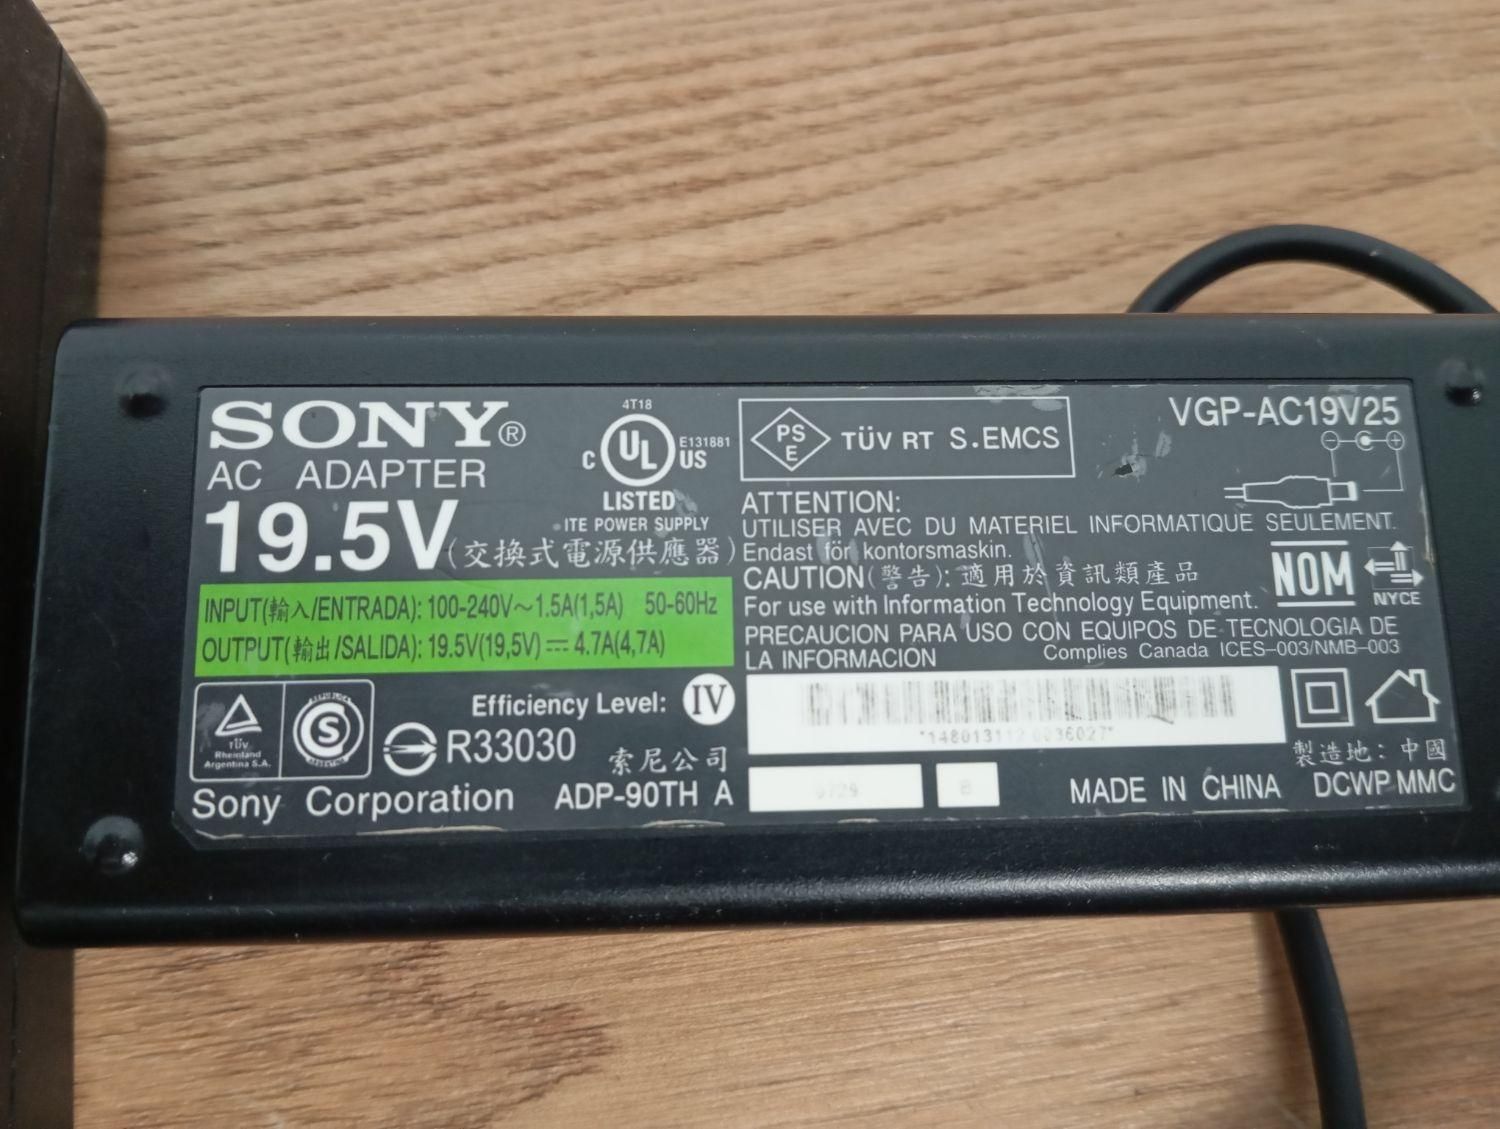 SONY®
AC ADAPTER
19.5V (交換式電源供應器)
4T18
UL
C US
E131881
LISTED
ITE POWER SUPPLY
INPUT(輸入/ENTRADA): 100-240V～1.5A(1,5A) 50-60Hz
OUTPUT(輸出/SALIDA): 19.5V(19,5V) ⎓ 4.7A(4,7A)
TÜV
Rheinland
Argentina S.A.
S
ARGENTINA
Efficiency Level: IV
R33030
索尼公司
Sony Corporation ADP-90TH A
PS
E
TÜV RT S.EMCS
VGP-AC19V25
ATTENTION:
UTILISER AVEC DU MATERIEL INFORMATIQUE SEULEMENT.
Endast för kontorsmaskin.
CAUTION(警告): 適用於資訊類產品
For use with Information Technology Equipment.
NOM
NYCE
PRECAUCION PARA USO CON EQUIPOS DE TECNOLOGIA DE
LA INFORMACION
Complies Canada ICES-003/NMB-003
*148013112 0036027*
0729 B
製造地: 中國
MADE IN CHINA DCWP MMC